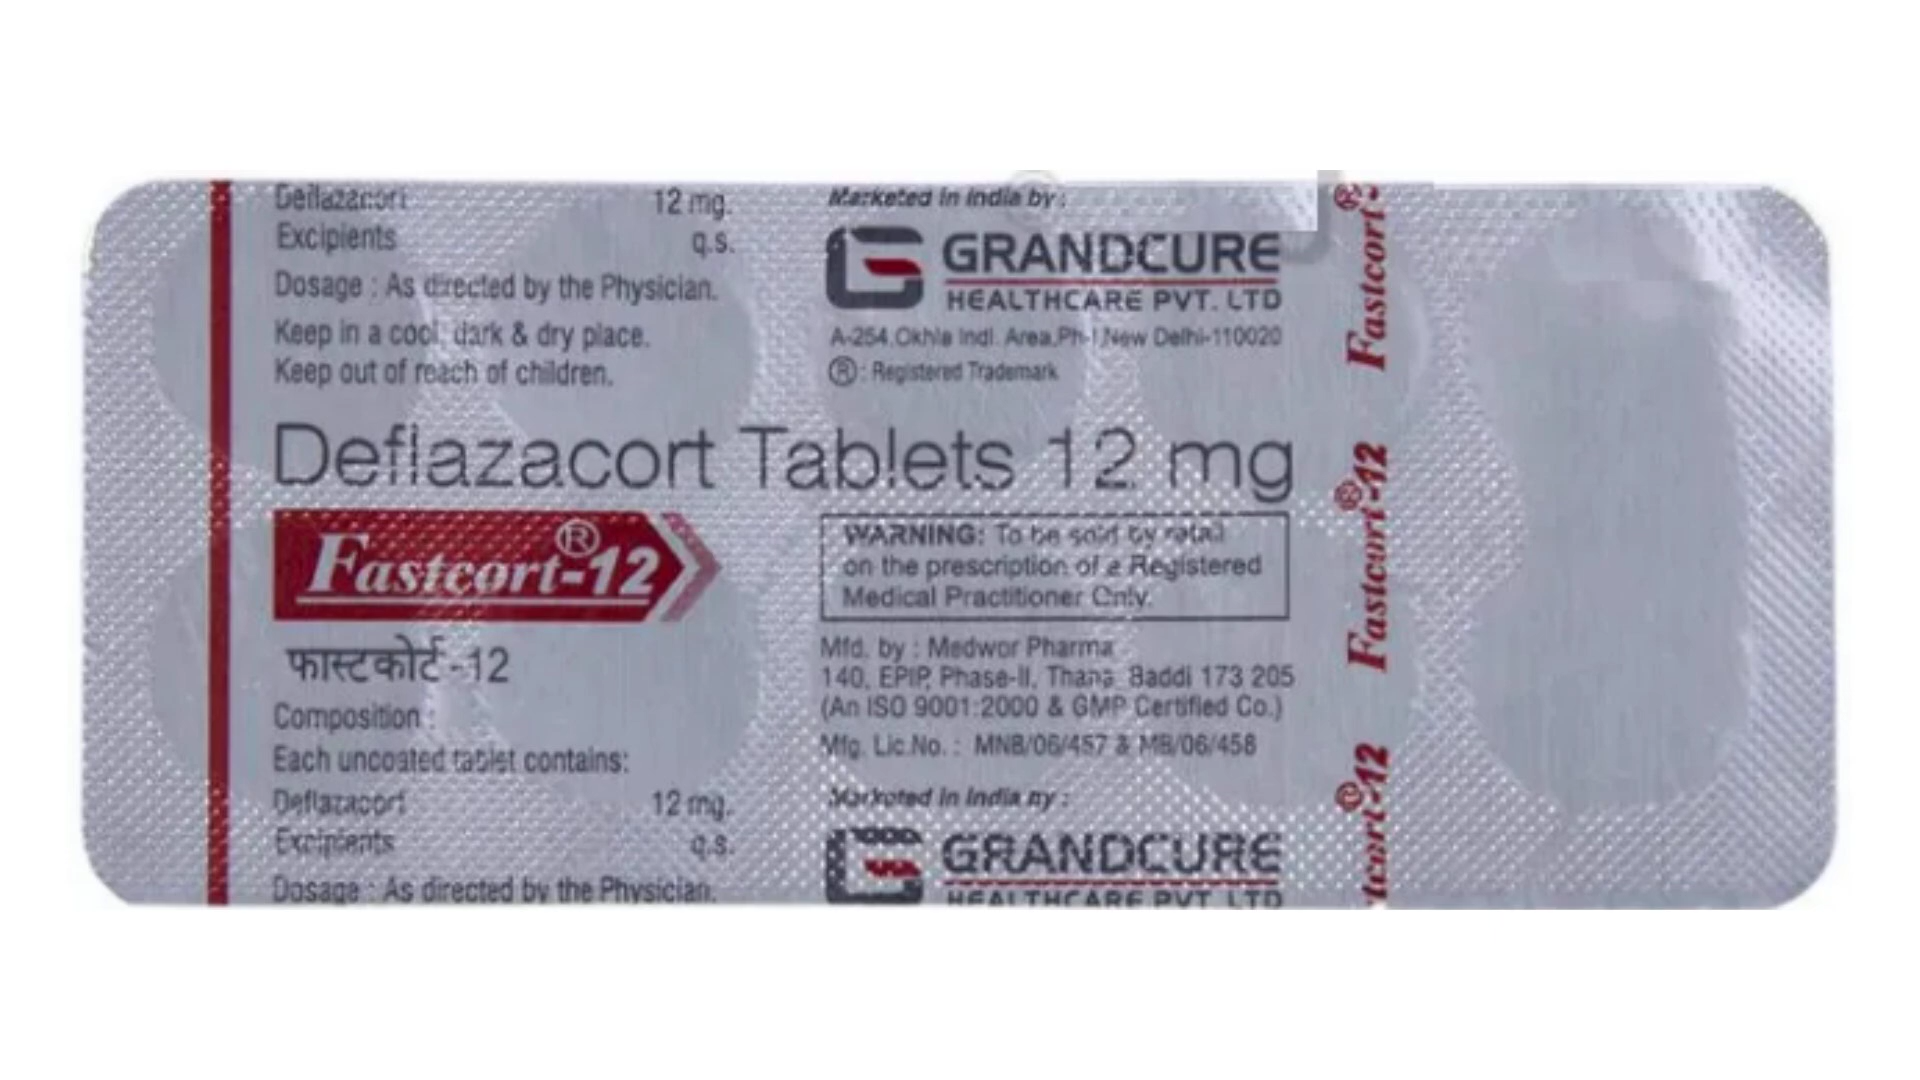 Deflazacort 12 mg.
Excipients q.s.
Dosage : As directed by the Physician.
Keep in a cool, dark & dry place.
Keep out of reach of children.
Marketed in India by :
GRANDCURE
HEALTHCARE PVT. LTD
A-254,Okhla Indl. Area,Ph-I,New Delhi-110020
® : Registered Trademark
Deflazacort Tablets 12 mg
Fastcort®-12
फास्टकोर्ट-12
Composition :
Each uncoated tablet contains:
Deflazacort 12 mg.
Excipients q.s.
Dosage : As directed by the Physician.
WARNING: To be sold by retail
on the prescription of a Registered
Medical Practitioner Only.
Mfd. by : Medwor Pharma
140, EPIP, Phase-II, Thana, Baddi 173 205
(An ISO 9001:2000 & GMP Certified Co.)
Mfg. Lic.No. : MNB/06/457 & MB/06/458
Marketed in India by :
GRANDCURE
HEALTHCARE PVT. LTD
Fastcort®-
Fastcort®-12
tcort®-12